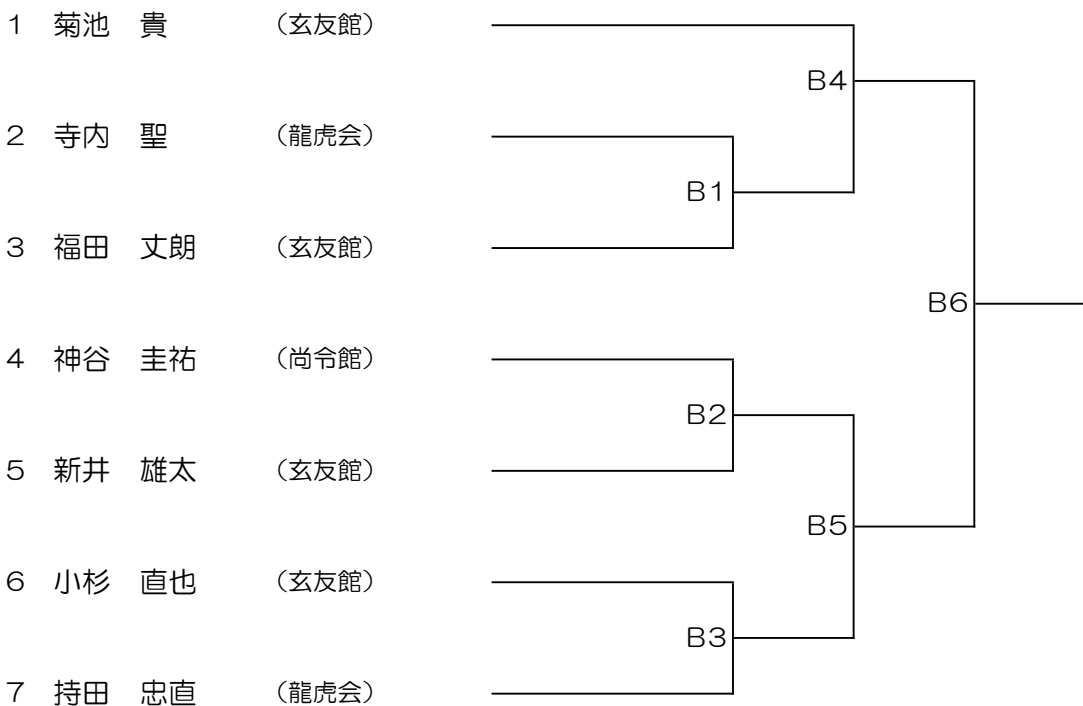 1 菊池 貴 （玄友館）
B4
2 寺内 聖 （龍虎会）
B1
3 福田 丈朗 （玄友館）
B6
4 神谷 圭祐 （尚令館）
B2
5 新井 雄太 （玄友館）
B5
6 小杉 直也 （玄友館）
B3
7 持田 忠直 （龍虎会）